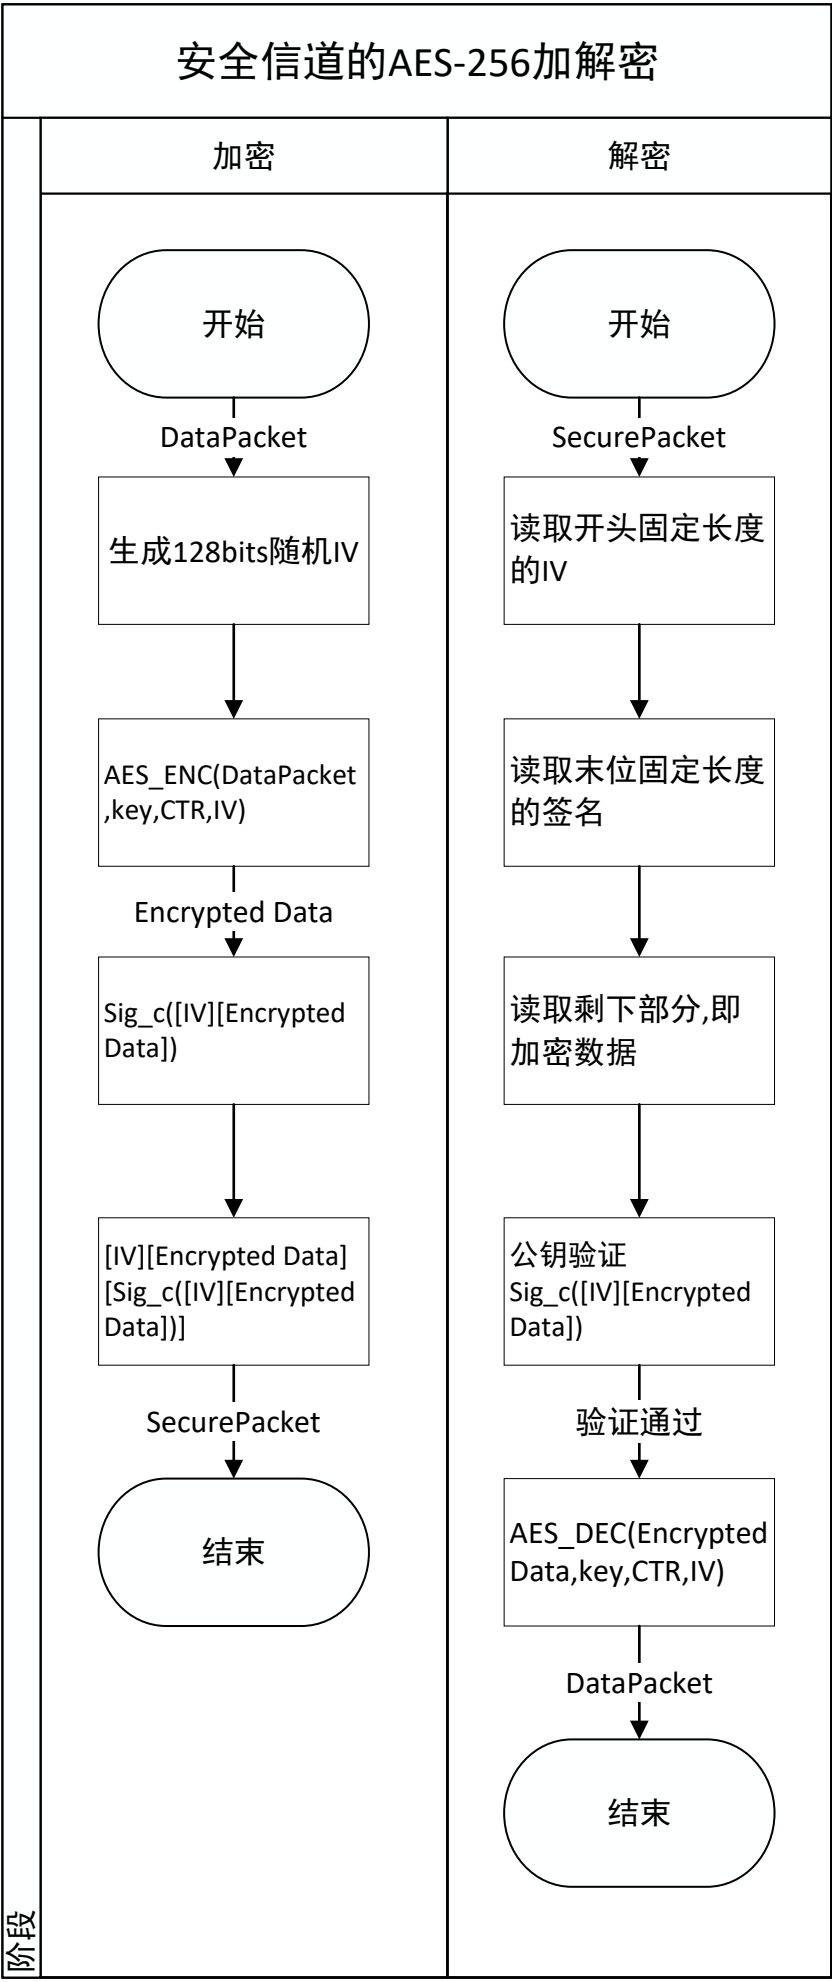 安全信道的AES-256加解密
加密
解密
开始
DataPacket
生成128bits随机IV
AES_ENC(DataPacket
,key,CTR,IV)
Encrypted Data
Sig_c([IV][Encrypted
Data])
[IV][Encrypted Data]
[Sig_c([IV][Encrypted
Data])]
SecurePacket
结束
开始
SecurePacket
读取开头固定长度
的IV
读取末位固定长度
的签名
读取剩下部分,即
加密数据
公钥验证
Sig_c([IV][Encrypted
Data])
验证通过
AES_DEC(Encrypted
Data,key,CTR,IV)
DataPacket
结束
阶段